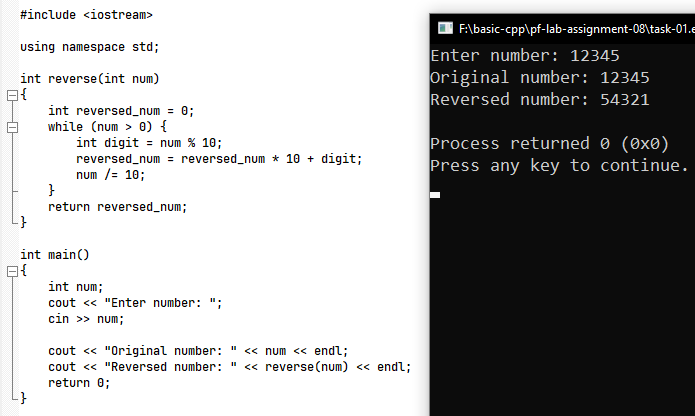 #include <iostream>

using namespace std;

int reverse(int num)
{
    int reversed_num = 0;
    while (num > 0) {
        int digit = num % 10;
        reversed_num = reversed_num * 10 + digit;
        num /= 10;
    }
    return reversed_num;
}

int main()
{
    int num;
    cout << "Enter number: ";
    cin >> num;

    cout << "Original number: " << num << endl;
    cout << "Reversed number: " << reverse(num) << endl;
    return 0;
}
F:\basic-cpp\pf-lab-assignment-08\task-01.e
Enter number: 12345
Original number: 12345
Reversed number: 54321

Process returned 0 (0x0)
Press any key to continue.